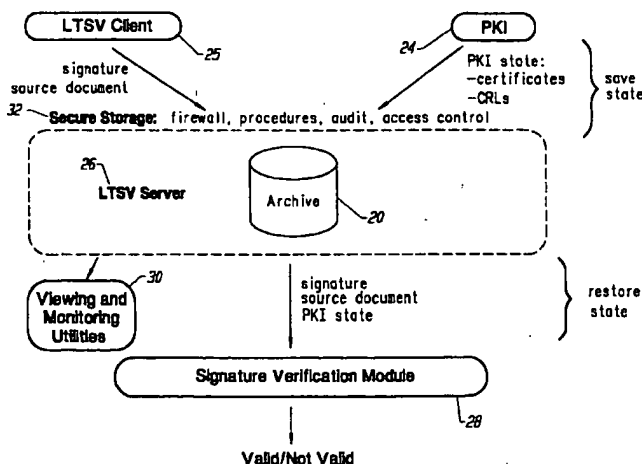 LTSV Client
25
24
PKI
signature
source document
PKI state:
-certificates
-CRLs
save
state
32
Secure Storage: firewall, procedures, audit, access control
26
LTSV Server
Archive
20
30
Viewing and
Monitoring
Utilities
signature
source document
PKI state
restore
state
Signature Verification Module
28
Valid/Not Valid